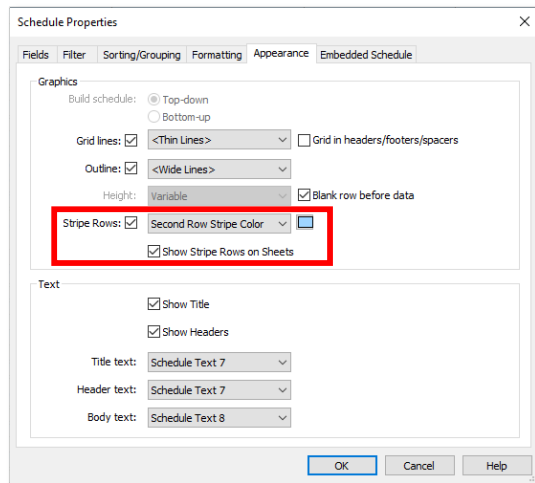 Schedule Properties
Fields Filter Sorting/Grouping Formatting Appearance Embedded Schedule
Graphics
Build schedule: Top-down
Bottom-up
Grid lines: <Thin Lines> Grid in headers/footers/spacers
Outline: <Wide Lines>
Height: Variable Blank row before data
Stripe Rows: Second Row Stripe Color
Show Stripe Rows on Sheets
Text
Show Title
Show Headers
Title text: Schedule Text 7
Header text: Schedule Text 7
Body text: Schedule Text 8
OK Cancel Help